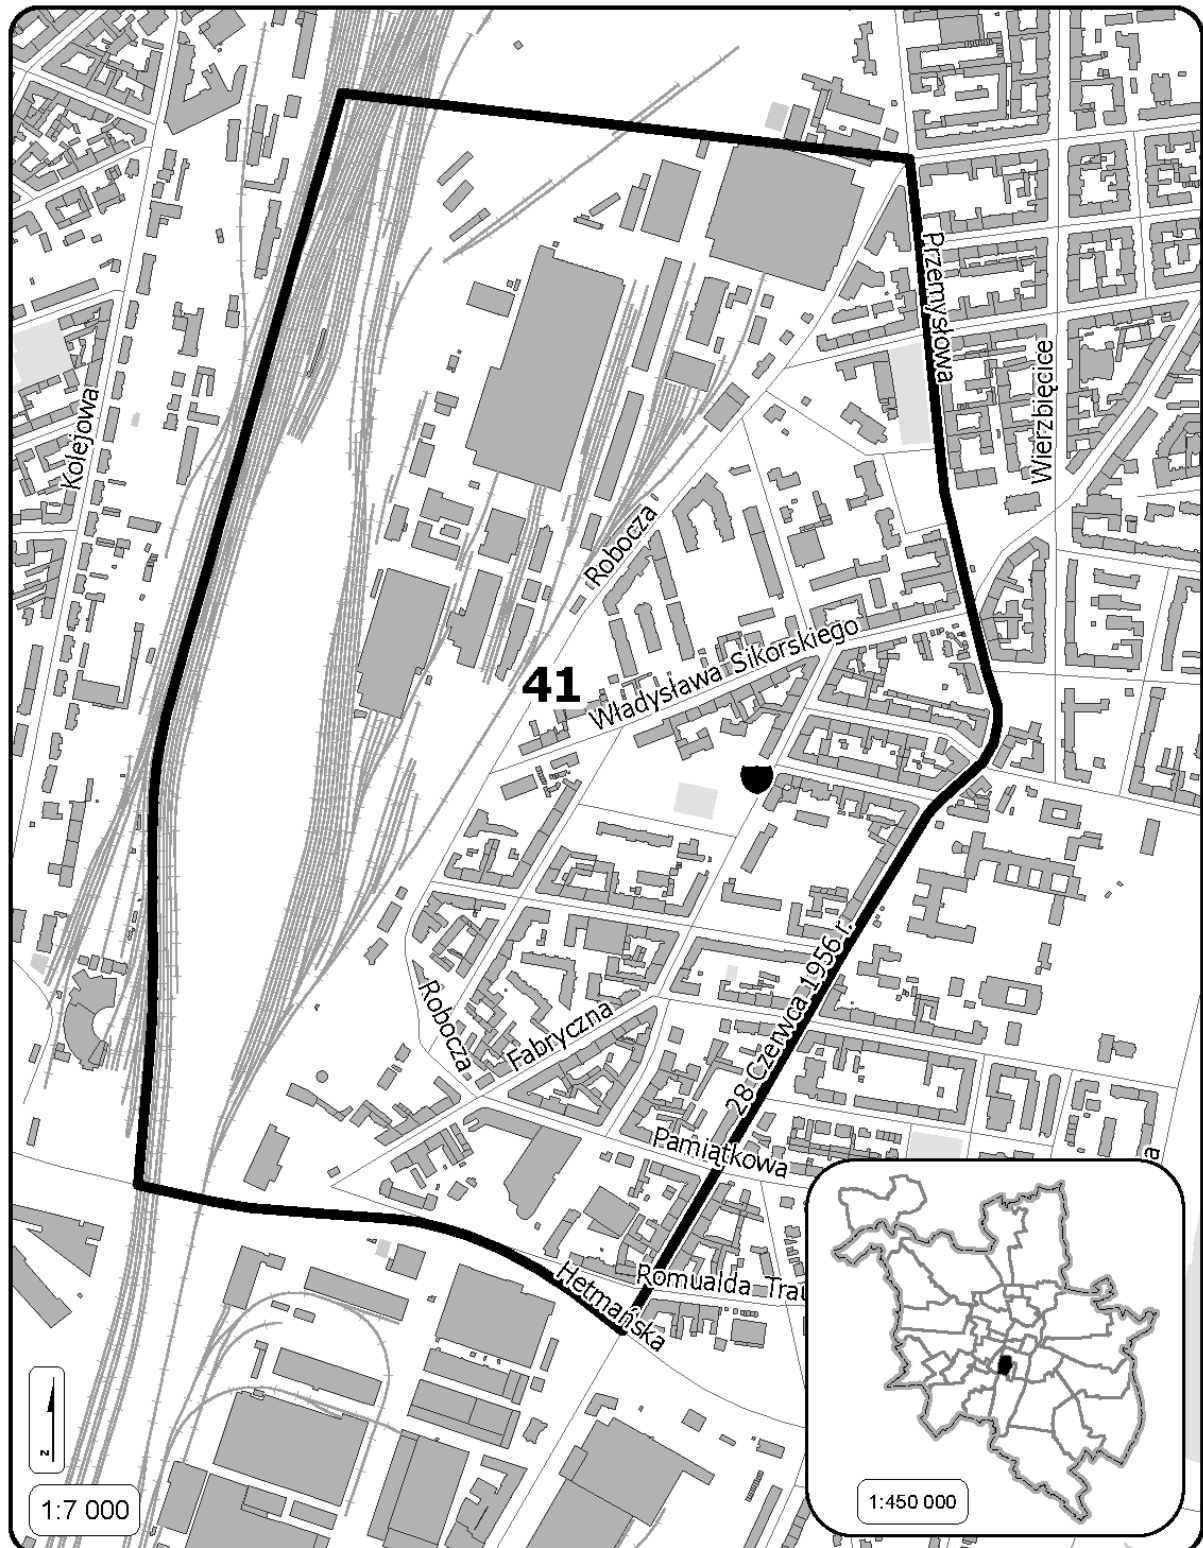 Przemysłowa
Wierzbięcice
Kolejowa
Robocza
41
Władysława Sikorskiego
28 Czerwca 1956 r.
Robocza
Fabryczna
Pamiątkowa
a
Romualda Trau
Hetmańska
z
1:7 000
1:450 000